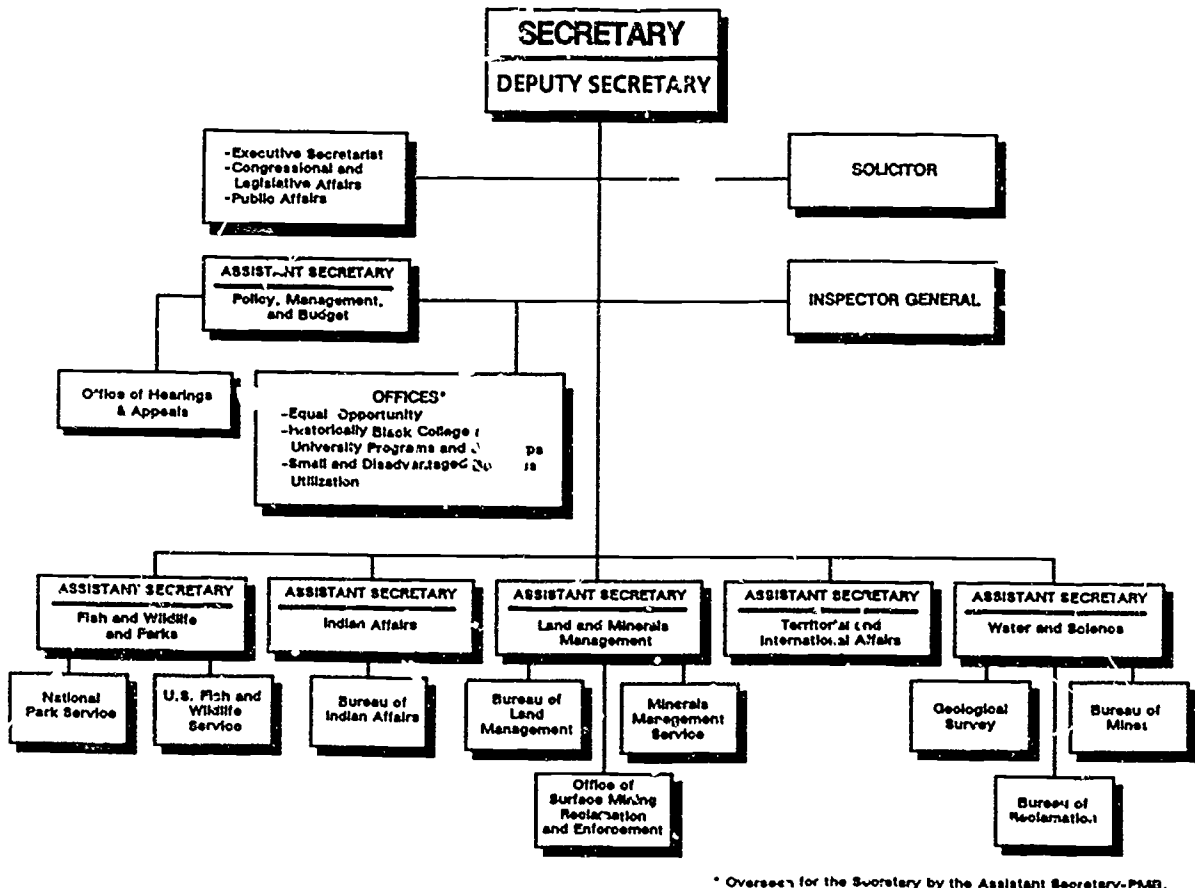 SECRETARY
DEPUTY SECRETARY
-Executive Secretarist
-Congressional and
Legislative Affairs
-Public Affairs
SOLICITOR
ASSISTANT SECRETARY
Policy, Management,
and Budget
INSPECTOR GENERAL
Office of Hearings
& Appeals
OFFICES*
-Equal Opportunity
-Historically Black College
University Programs and
-Small and Disadvantaged
Utilization
ASSISTANT SECRETARY
Fish and Wildlife
and Parks
ASSISTANT SECRETARY
Indian Affairs
ASSISTANT SECRETARY
Land and Minerals
Management
ASSISTANT SECRETARY
Territorial and
International Affairs
ASSISTANT SECRETARY
Water and Science
National
Park Service
U.S. Fish and
Wildlife
Service
Bureau of
Indian Affairs
Bureau of
Land
Management
Minerals
Management
Service
Geological
Survey
Bureau of
Mines
Office of
Surface Mining
Reclamation
and Enforcement
Bureau of
Reclamation
* Overseen for the Secretary by the Assistant Secretary-PMB.